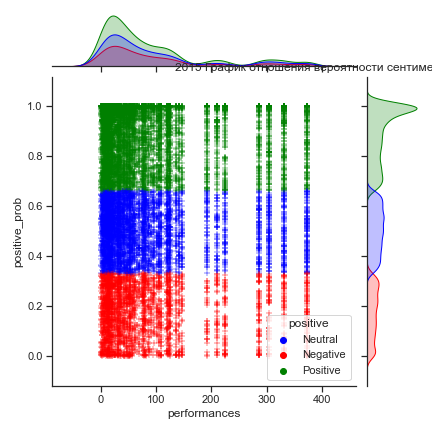 2015 график отношения вероятности сентиме
1.0
0.8
0.6
0.4
0.2
0.0
positive_prob
positive
Neutral
Negative
Positive
0 100 200 300 400
performances